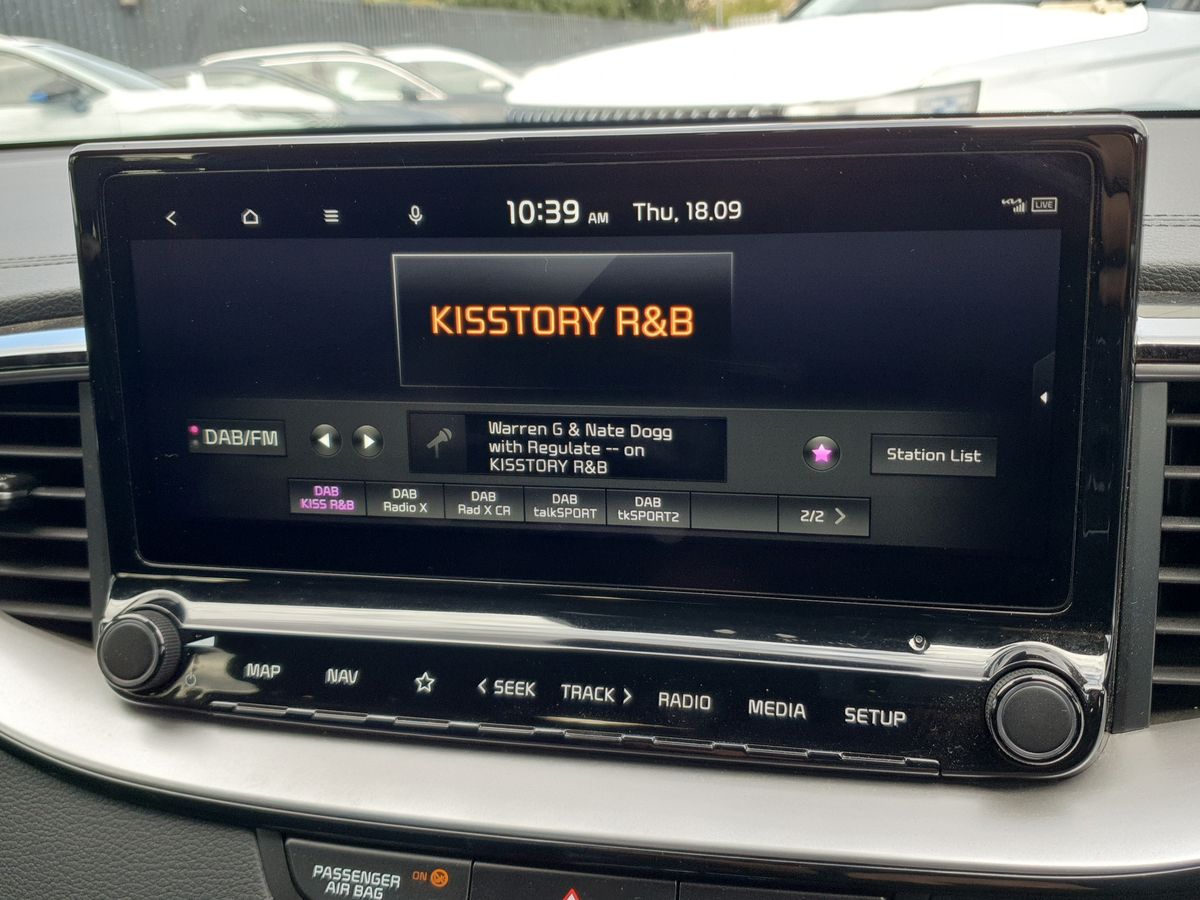 10:39 AM Thu, 18.09
KIA LIVE
KISSTORY R&B
DAB/FM
Warren G & Nate Dogg
with Regulate -- on
KISSTORY R&B
Station List
DAB
KISS R&B
DAB
Radio X
DAB
Rad X CR
DAB
talkSPORT
DAB
tkSPORT2
2/2
MAP NAV SEEK TRACK RADIO MEDIA SETUP
PASSENGER
AIR BAG
ON